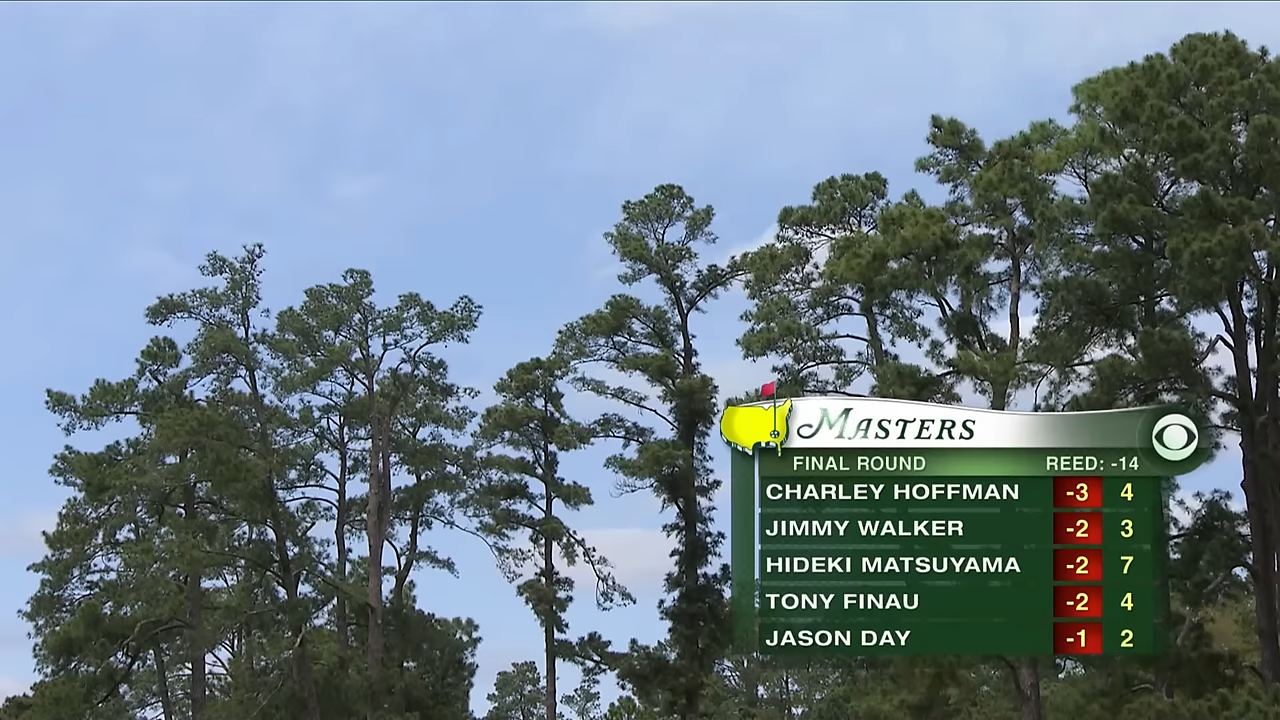 MASTERS
FINAL ROUND REED: -14
CHARLEY HOFFMAN -3 4
JIMMY WALKER -2 3
HIDEKI MATSUYAMA -2 7
TONY FINAU -2 4
JASON DAY -1 2